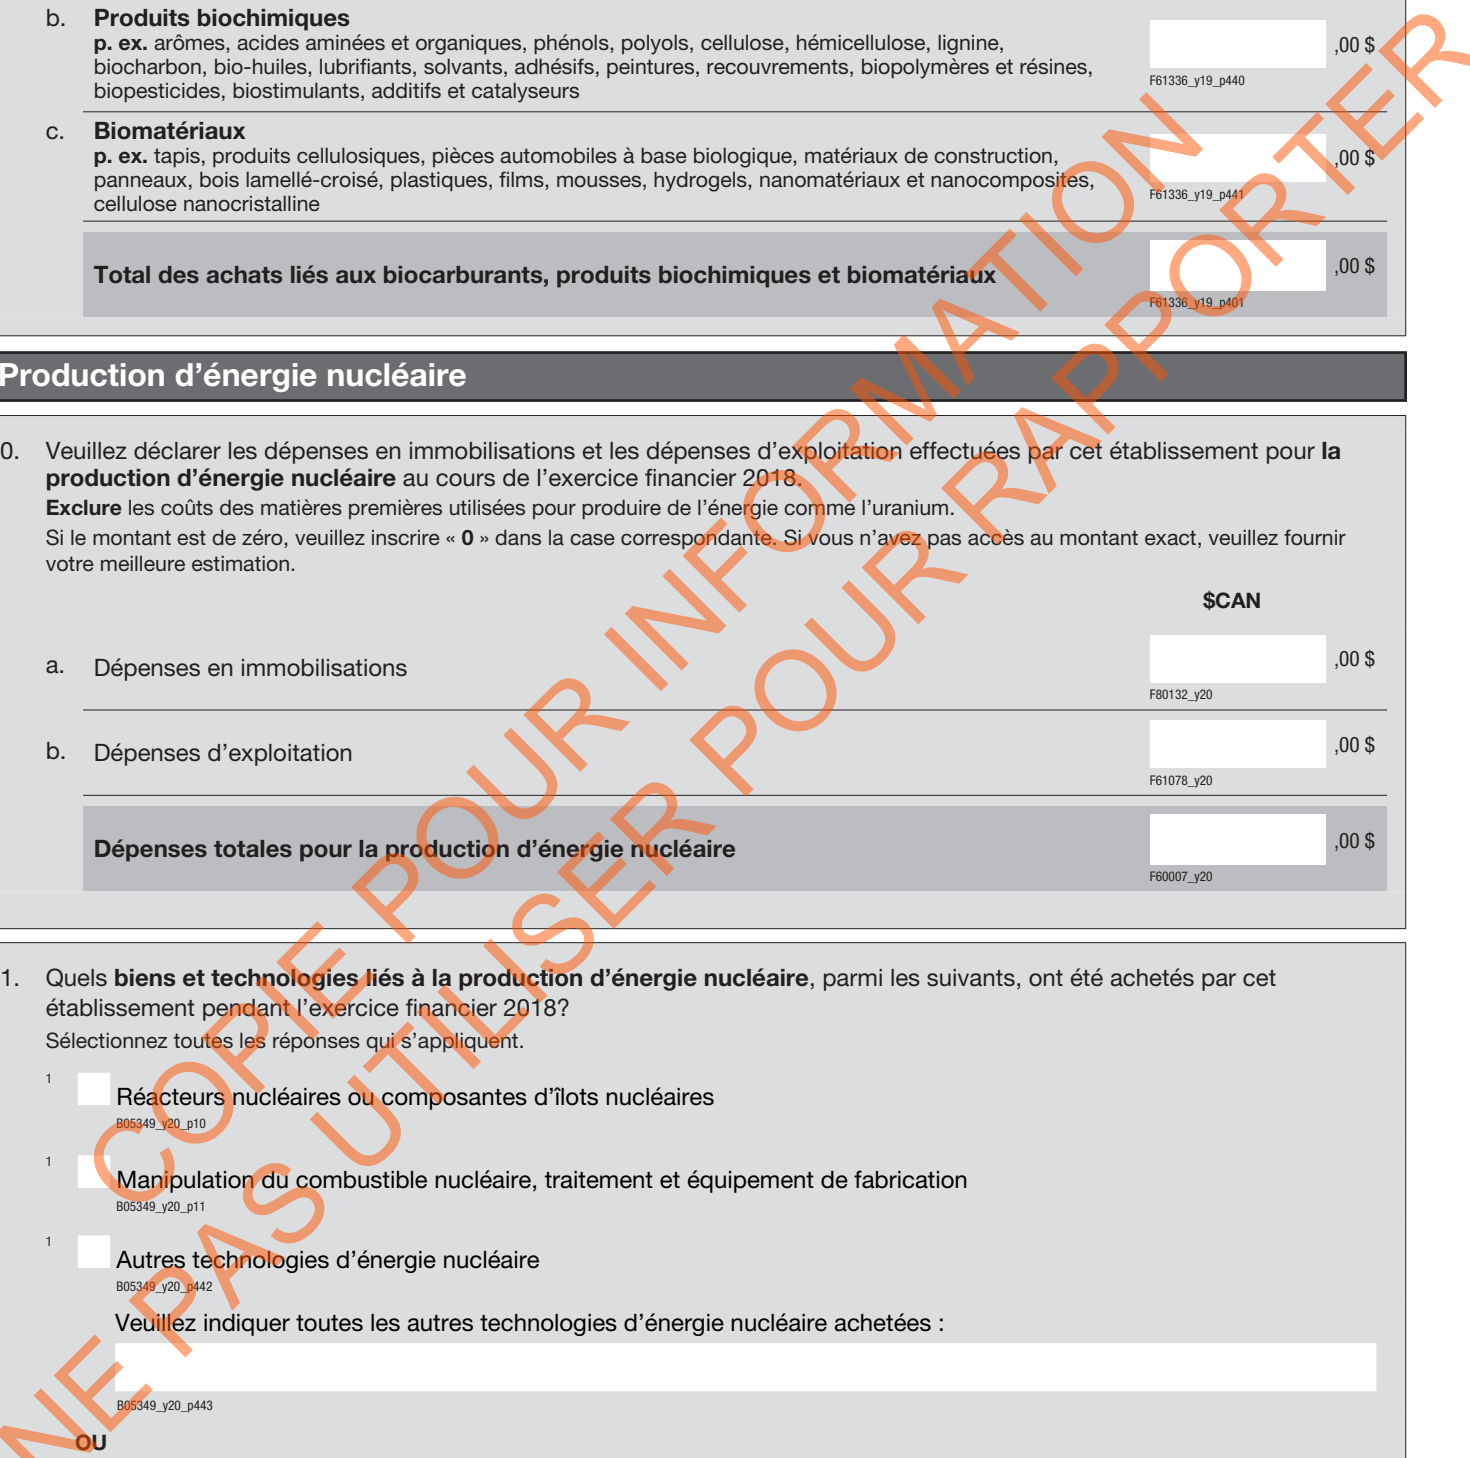 b. Produits biochimiques
p. ex. arômes, acides aminées et organiques, phénols, polyols, cellulose, hémicellulose, lignine,
biocharbon, bio-huiles, lubrifiants, solvants, adhésifs, peintures, recouvrements, biopolymères et résines,
biopesticides, biostimulants, additifs et catalyseurs
,00 $
F61336_y19_p440
c. Biomatériaux
p. ex. tapis, produits cellulosiques, pièces automobiles à base biologique, matériaux de construction,
panneaux, bois lamellé-croisé, plastiques, films, mousses, hydrogels, nanomatériaux et nanocomposites,
cellulose nanocristalline
,00 $
F61336_y19_p441
Total des achats liés aux biocarburants, produits biochimiques et biomatériaux
,00 $
F61336_y19_p401
Production d’énergie nucléaire
0. Veuillez déclarer les dépenses en immobilisations et les dépenses d’exploitation effectuées par cet établissement pour la
production d’énergie nucléaire au cours de l’exercice financier 2018.
Exclure les coûts des matières premières utilisées pour produire de l’énergie comme l’uranium.
Si le montant est de zéro, veuillez inscrire « 0 » dans la case correspondante. Si vous n’avez pas accès au montant exact, veuillez fournir
votre meilleure estimation.
$CAN
a. Dépenses en immobilisations
,00 $
F80132_y20
b. Dépenses d’exploitation
,00 $
F61078_y20
Dépenses totales pour la production d’énergie nucléaire
,00 $
F60007_y20
1. Quels biens et technologies liés à la production d’énergie nucléaire, parmi les suivants, ont été achetés par cet
établissement pendant l’exercice financier 2018?
Sélectionnez toutes les réponses qui s’appliquent.
1 Réacteurs nucléaires ou composantes d’îlots nucléaires
B05349_y20_p10
1 Manipulation du combustible nucléaire, traitement et équipement de fabrication
B05349_y20_p11
1 Autres technologies d’énergie nucléaire
B05349_y20_p442
Veuillez indiquer toutes les autres technologies d’énergie nucléaire achetées :
B05349_y20_p443
OU
COPIE POUR INFORMATION
NE PAS UTILISER POUR RAPPORTER